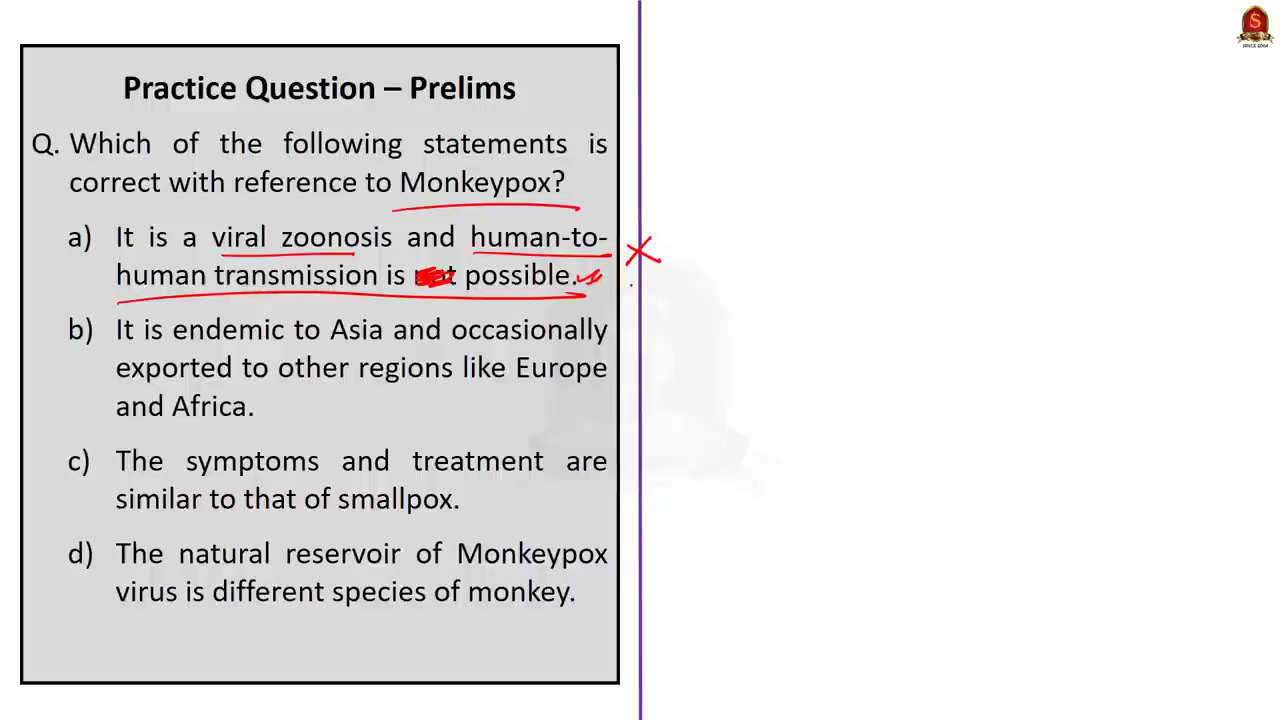 Practice Question – Prelims
Q. Which of the following statements is
correct with reference to Monkeypox?
a) It is a viral zoonosis and human-to-
human transmission is not possible.
b) It is endemic to Asia and occasionally
exported to other regions like Europe
and Africa.
c) The symptoms and treatment are
similar to that of smallpox.
d) The natural reservoir of Monkeypox
virus is different species of monkey.
S